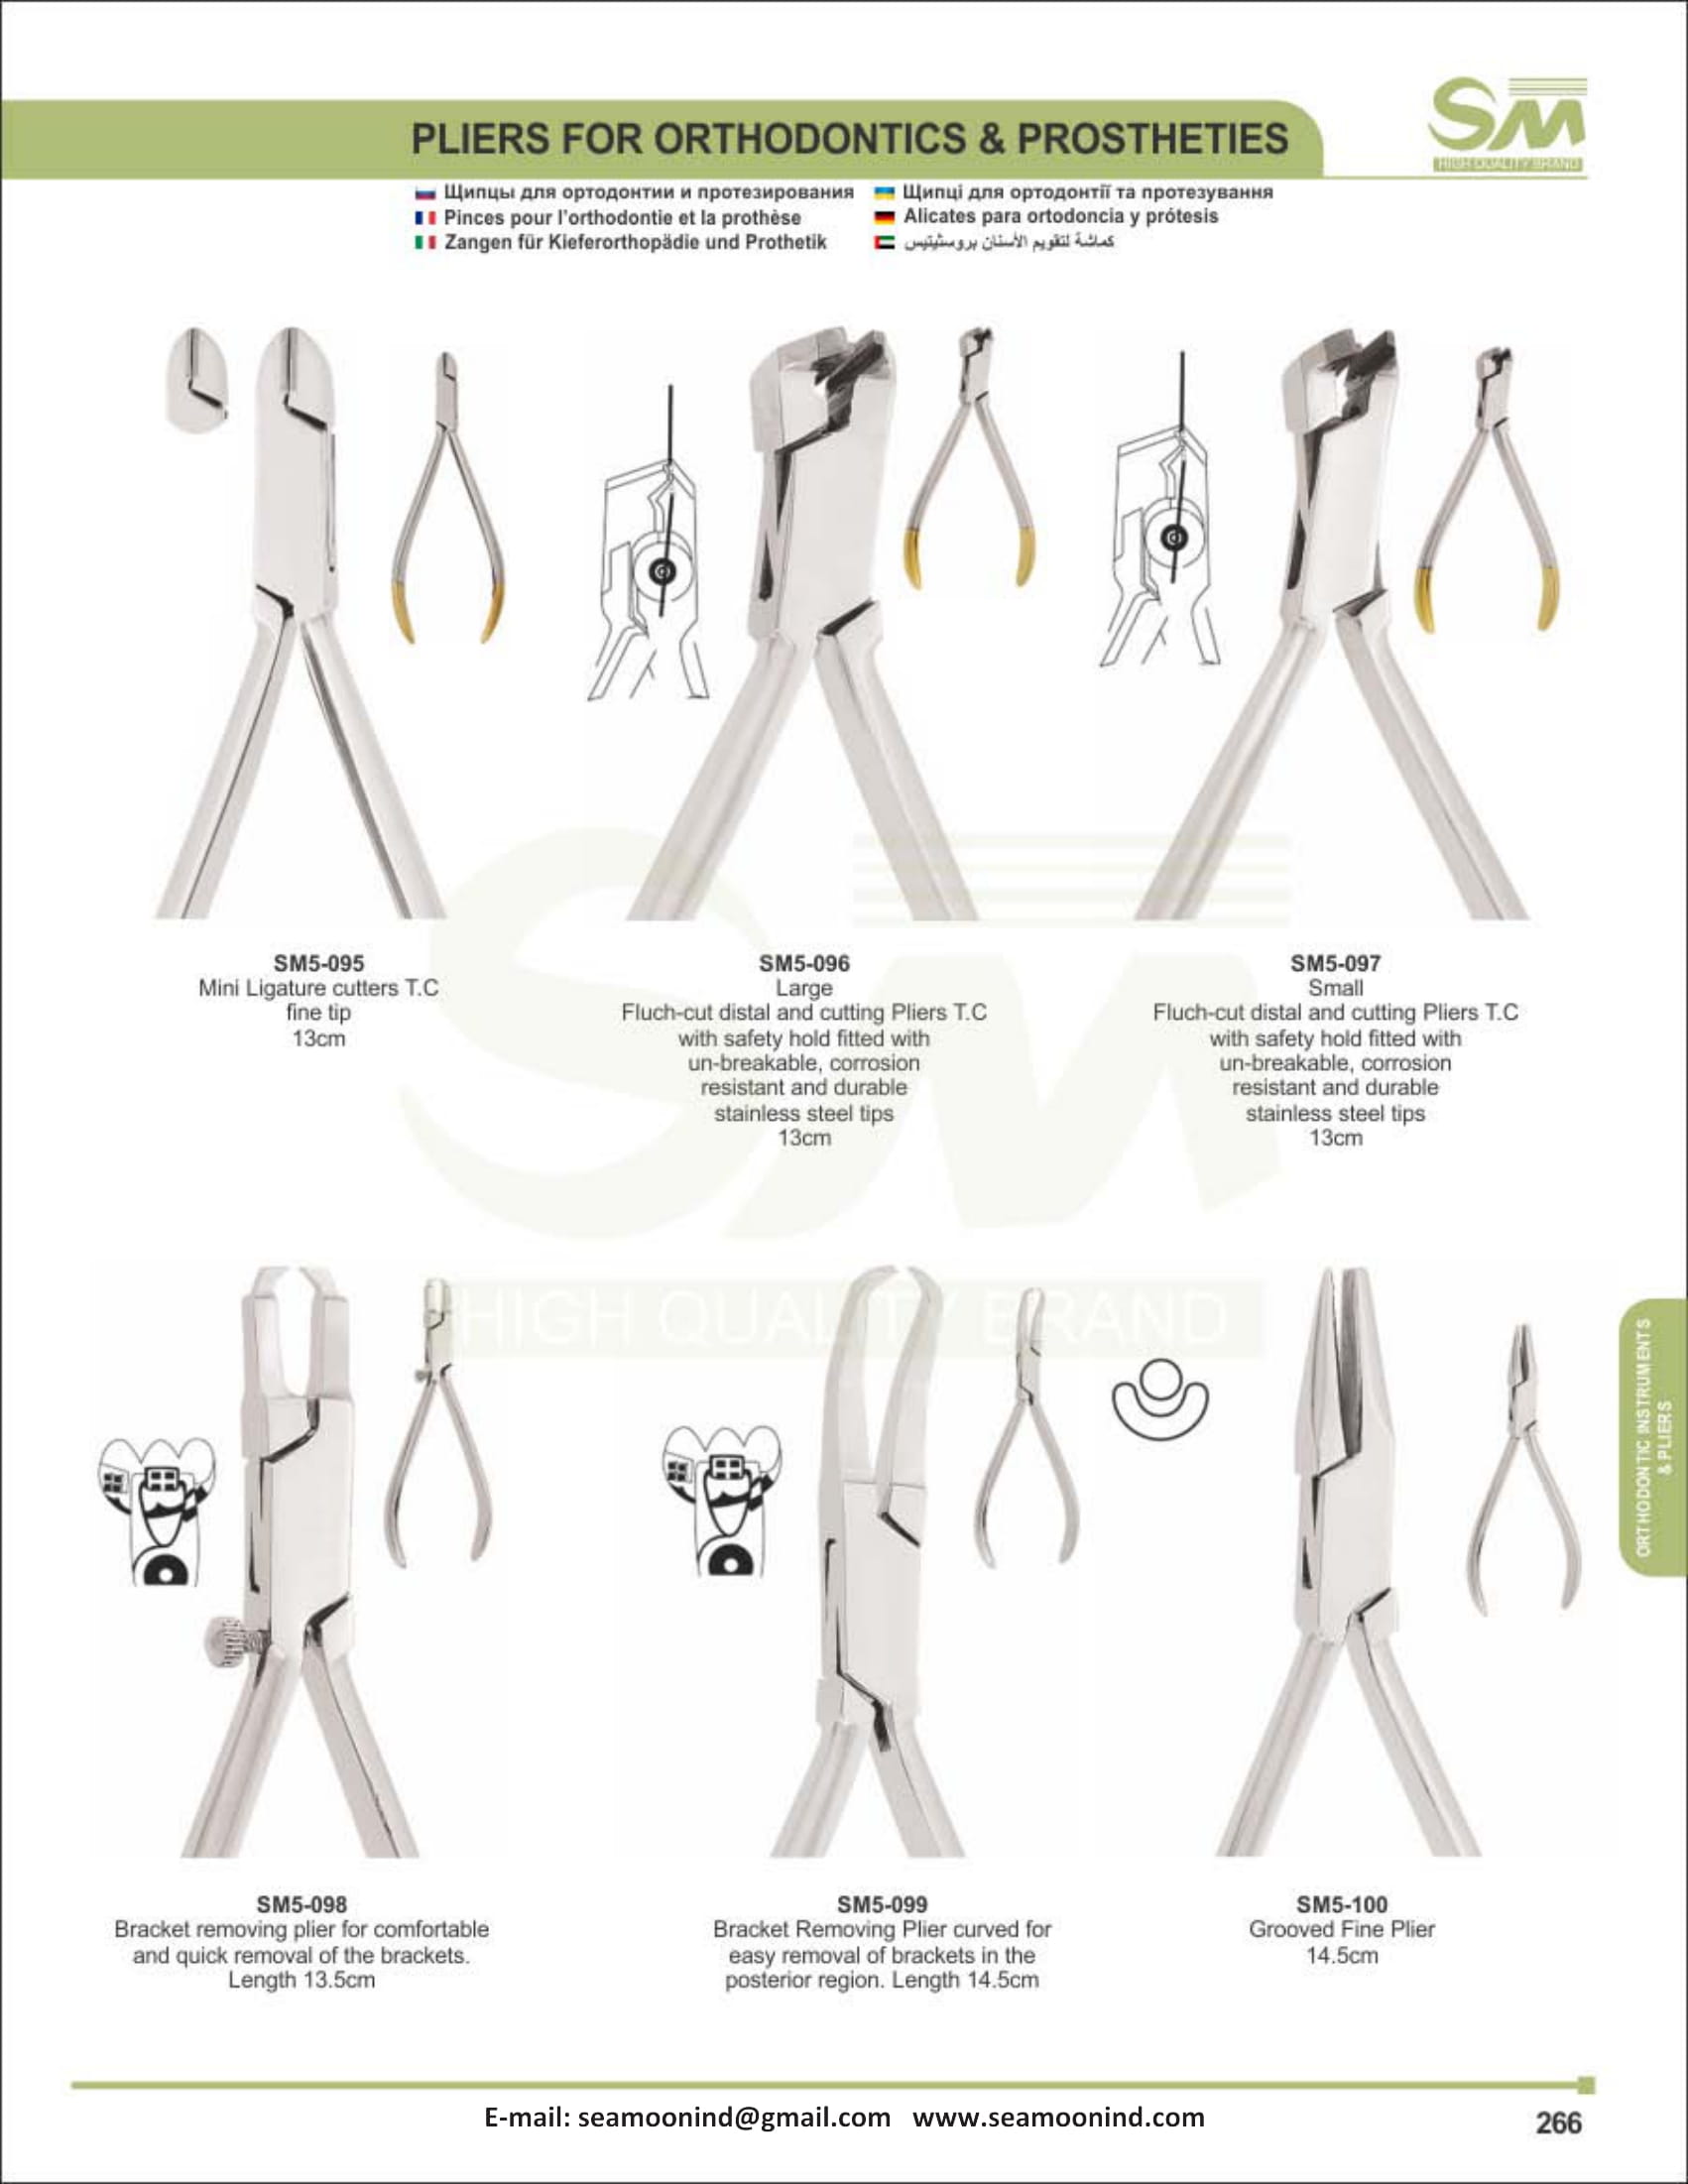 PLIERS FOR ORTHODONTICS & PROSTHETIES
SM
HIGH QUALITY BRAND
Щипцы для ортодонтии и протезирования
Щипці для ортодонтії та протезування
Pinces pour l'orthodontie et la prothèse
Alicates para ortodoncia y prótesis
Zangen für Kieferorthopädie und Prothetik
كماشة لتقويم الأسنان بروستيتيس
SM5-095
Mini Ligature cutters T.C
fine tip
13cm
SM5-096
Large
Fluch-cut distal and cutting Pliers T.C
with safety hold fitted with
un-breakable, corrosion
resistant and durable
stainless steel tips
13cm
SM5-097
Small
Fluch-cut distal and cutting Pliers T.C
with safety hold fitted with
un-breakable, corrosion
resistant and durable
stainless steel tips
13cm
SM
HIGH QUALITY BRAND
ORTHODONTIC INSTRUMENTS
& PLIERS
SM5-098
Bracket removing plier for comfortable
and quick removal of the brackets.
Length 13.5cm
SM5-099
Bracket Removing Plier curved for
easy removal of brackets in the
posterior region. Length 14.5cm
SM5-100
Grooved Fine Plier
14.5cm
E-mail: seamoonind@gmail.com www.seamoonind.com
266